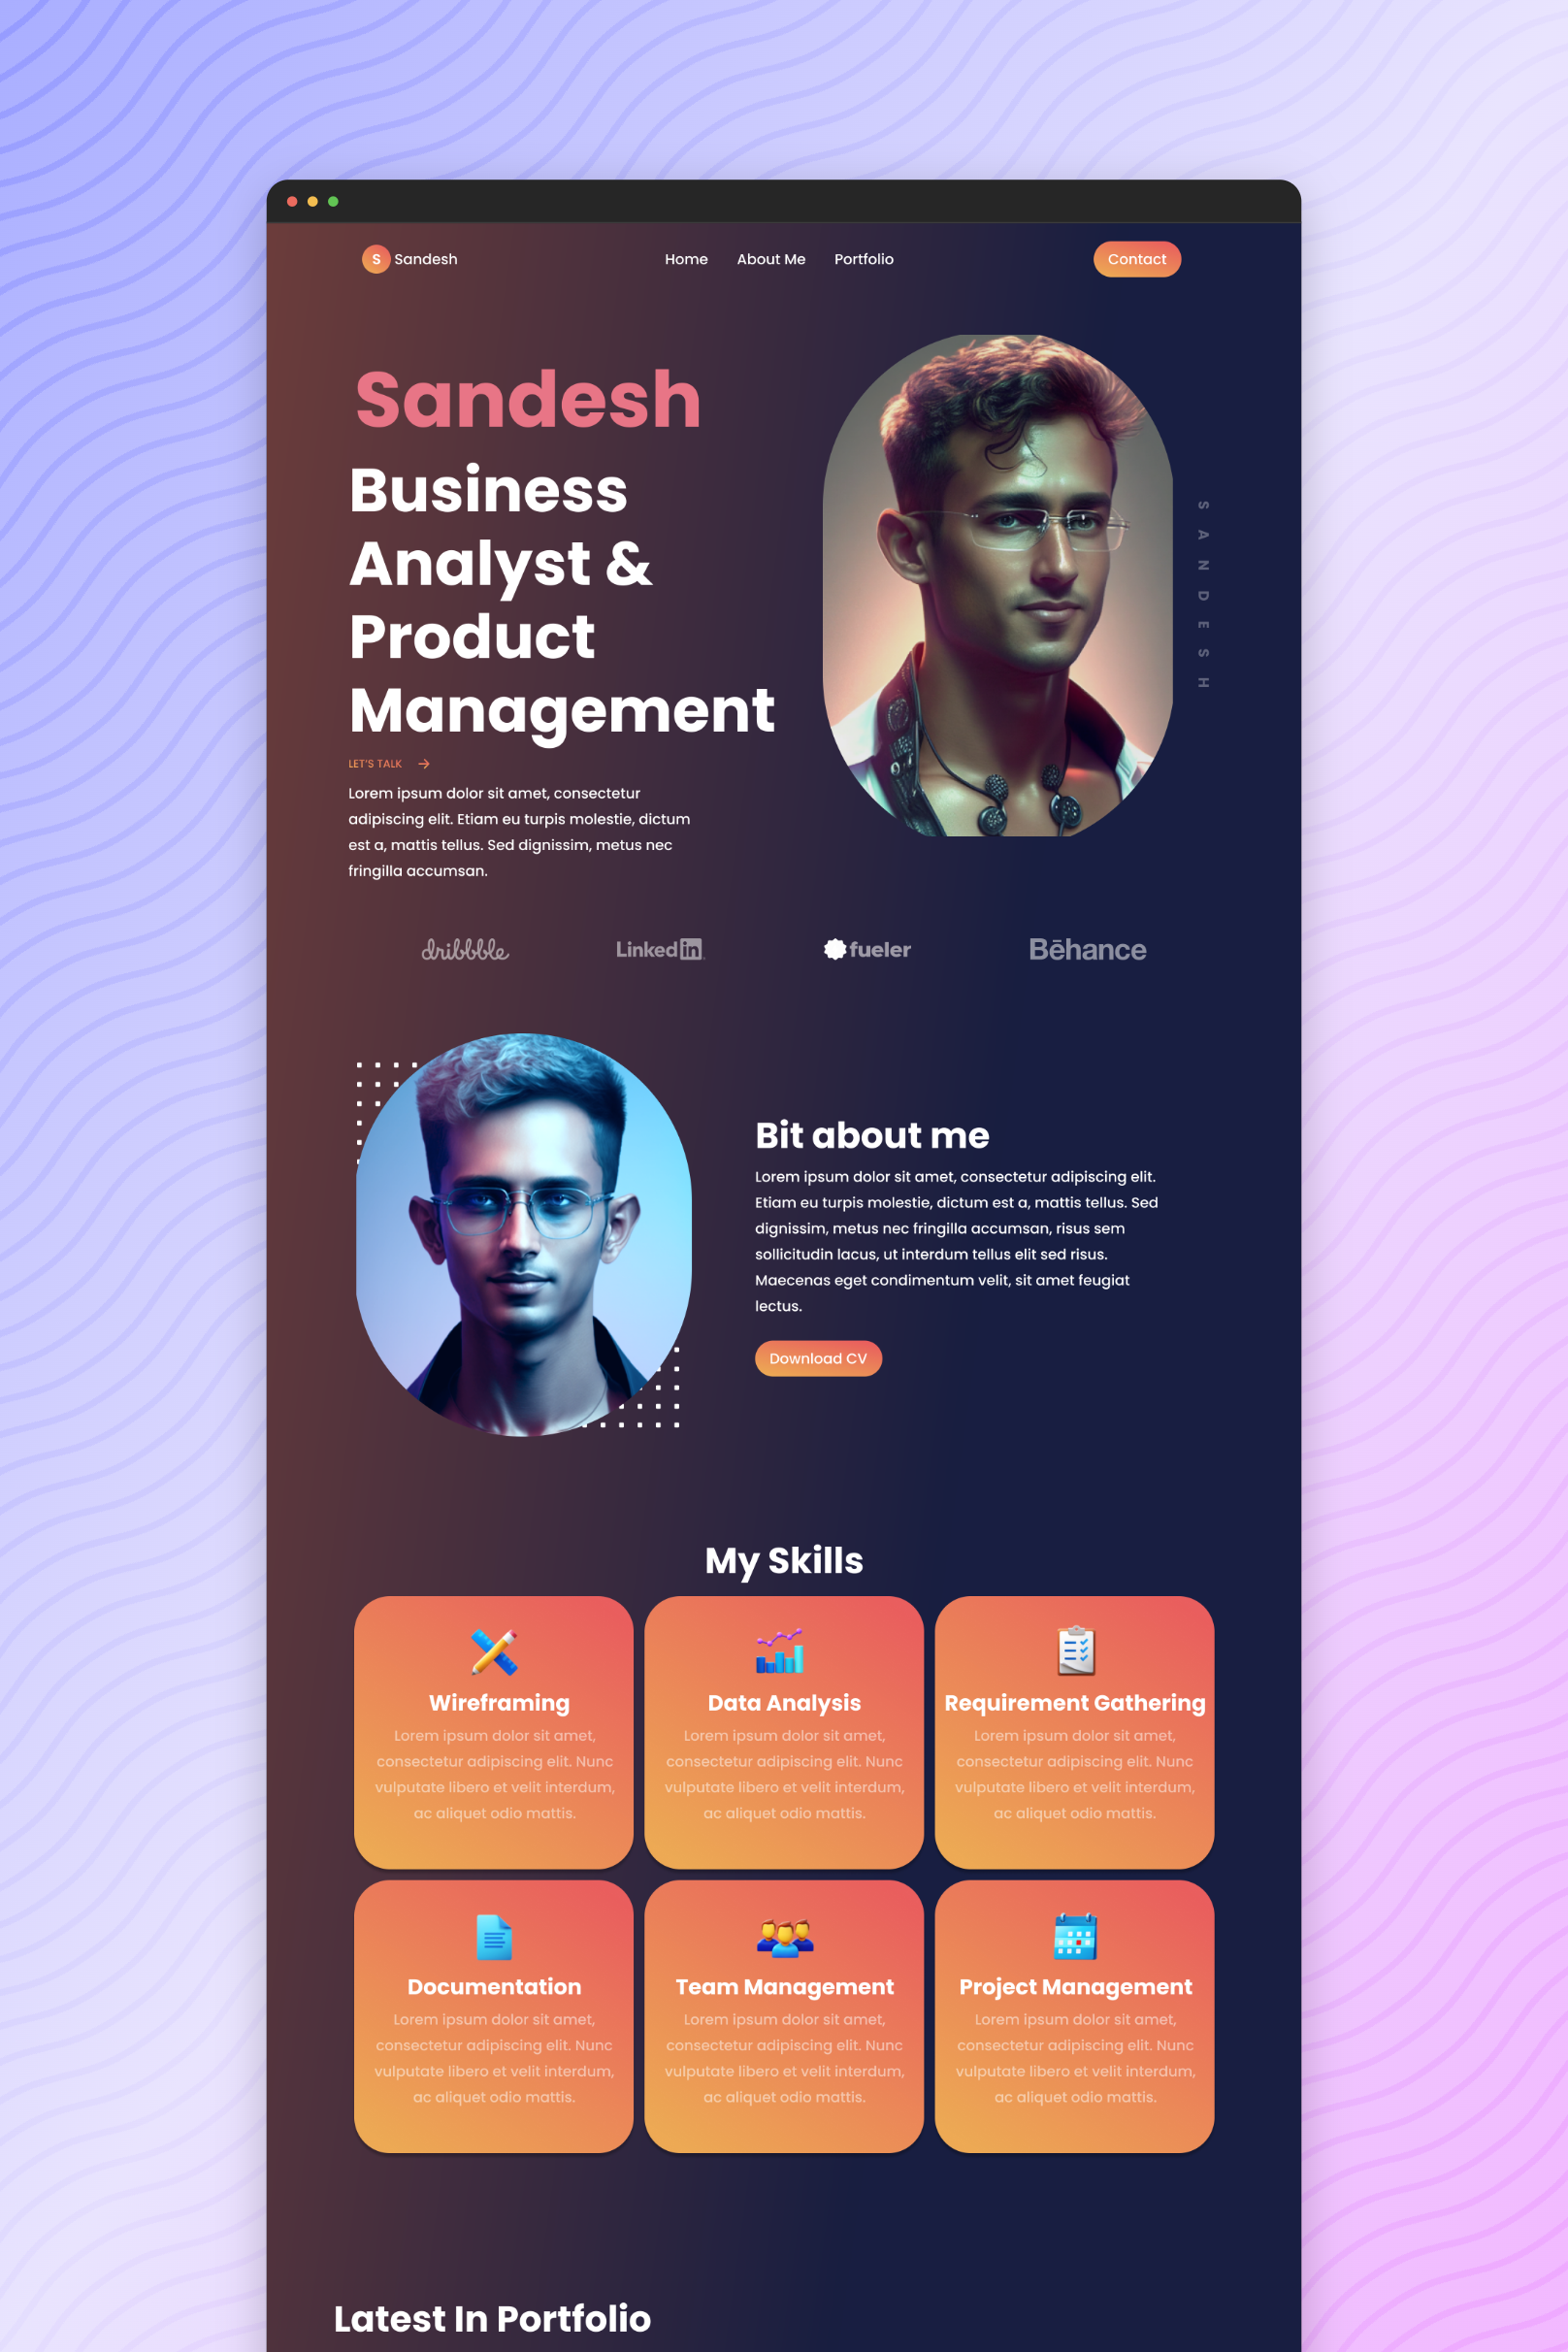 S Sandesh
Home About Me Portfolio
Contact
Sandesh
Business
Analyst &
Product
Management
LET'S TALK →
Lorem ipsum dolor sit amet, consectetur
adipiscing elit. Etiam eu turpis molestie, dictum
est a, mattis tellus. Sed dignissim, metus nec
fringilla accumsan.
SANDESH
dribbble
Linked in
fueler
Bēhance
Bit about me
Lorem ipsum dolor sit amet, consectetur adipiscing elit.
Etiam eu turpis molestie, dictum est a, mattis tellus. Sed
dignissim, metus nec fringilla accumsan, risus sem
sollicitudin lacus, ut interdum tellus elit sed risus.
Maecenas eget condimentum velit, sit amet feugiat
lectus.
Download CV
My Skills
Wireframing
Lorem ipsum dolor sit amet,
consectetur adipiscing elit. Nunc
vulputate libero et velit interdum,
ac aliquet odio mattis.
Data Analysis
Lorem ipsum dolor sit amet,
consectetur adipiscing elit. Nunc
vulputate libero et velit interdum,
ac aliquet odio mattis.
Requirement Gathering
Lorem ipsum dolor sit amet,
consectetur adipiscing elit. Nunc
vulputate libero et velit interdum,
ac aliquet odio mattis.
Documentation
Lorem ipsum dolor sit amet,
consectetur adipiscing elit. Nunc
vulputate libero et velit interdum,
ac aliquet odio mattis.
Team Management
Lorem ipsum dolor sit amet,
consectetur adipiscing elit. Nunc
vulputate libero et velit interdum,
ac aliquet odio mattis.
Project Management
Lorem ipsum dolor sit amet,
consectetur adipiscing elit. Nunc
vulputate libero et velit interdum,
ac aliquet odio mattis.
Latest In Portfolio